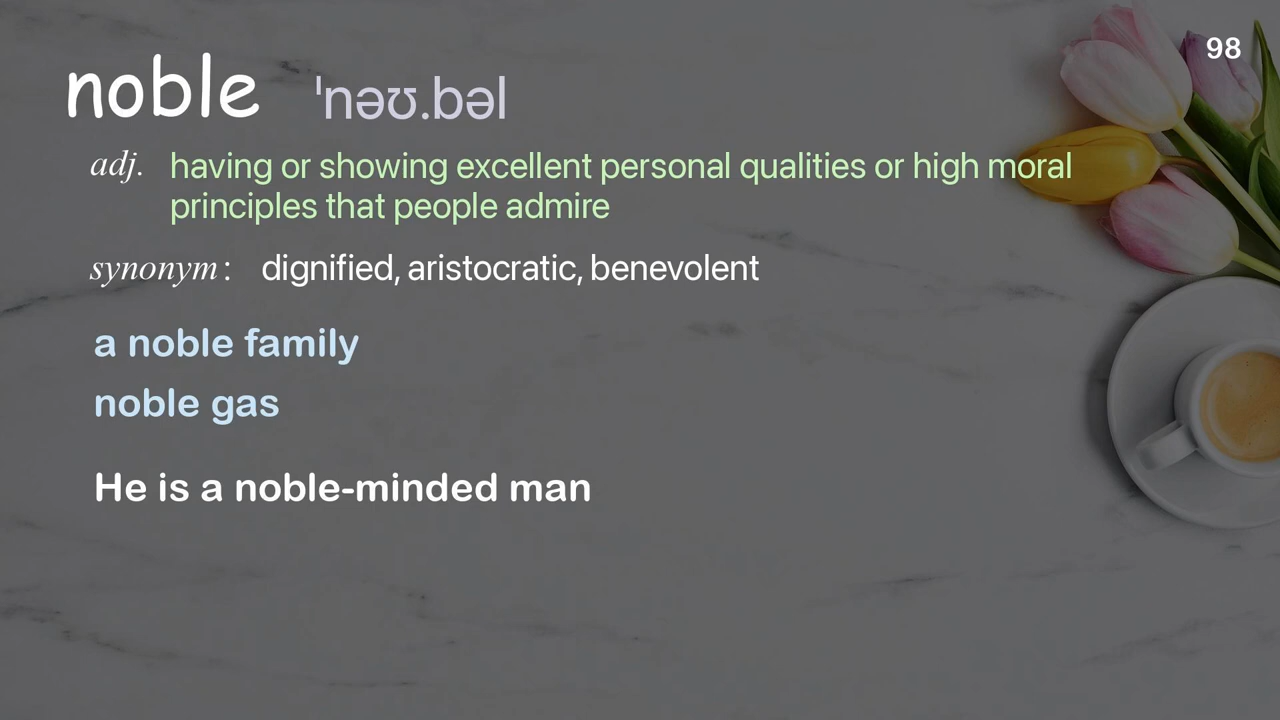 98
noble ˈnəʊ.bəl
adj. having or showing excellent personal qualities or high moral
principles that people admire
synonym: dignified, aristocratic, benevolent
a noble family
noble gas
He is a noble-minded man